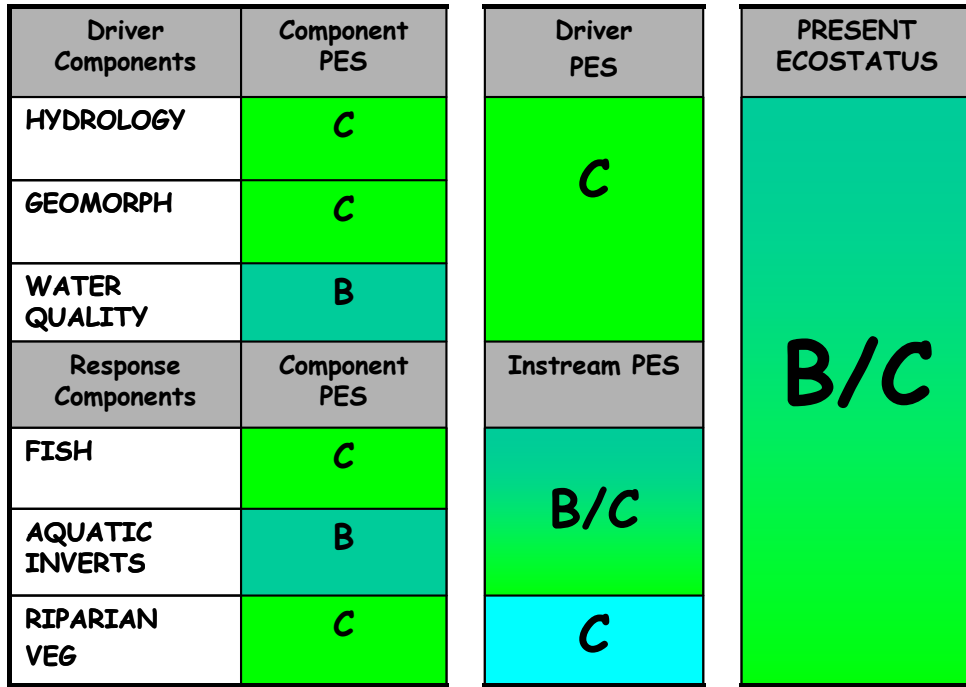 Driver
Components
Component
PES
HYDROLOGY
C
GEOMORPH
C
WATER
QUALITY
B
Response
Components
Component
PES
FISH
C
AQUATIC
INVERTS
B
RIPARIAN
VEG
C
Driver
PES
C
Instream PES
B/C
C
PRESENT
ECOSTATUS
B/C